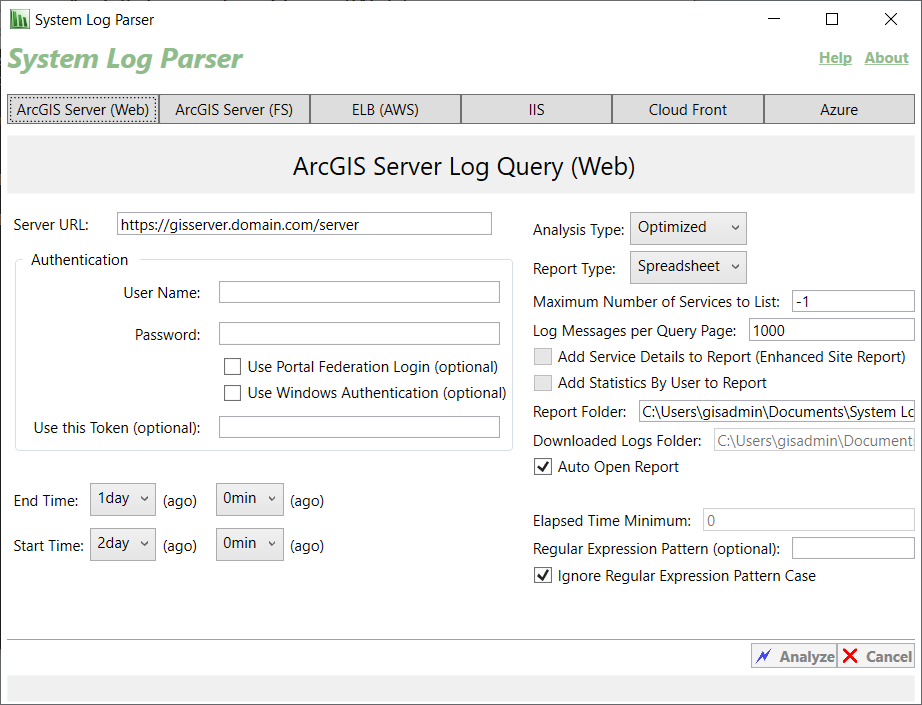 System Log Parser
System Log Parser
Help About
ArcGIS Server (Web) ArcGIS Server (FS) ELB (AWS) IIS Cloud Front Azure
ArcGIS Server Log Query (Web)
Server URL: https://gisserver.domain.com/server
Authentication
User Name:
Password:
Use Portal Federation Login (optional)
Use Windows Authentication (optional)
Use this Token (optional):
End Time: 1day (ago) 0min (ago)
Start Time: 2day (ago) 0min (ago)
Analysis Type: Optimized
Report Type: Spreadsheet
Maximum Number of Services to List: -1
Log Messages per Query Page: 1000
Add Service Details to Report (Enhanced Site Report)
Add Statistics By User to Report
Report Folder: C:\Users\gisadmin\Documents\System Lo
Downloaded Logs Folder: C:\Users\gisadmin\Document
Auto Open Report
Elapsed Time Minimum: 0
Regular Expression Pattern (optional):
Ignore Regular Expression Pattern Case
Analyze Cancel